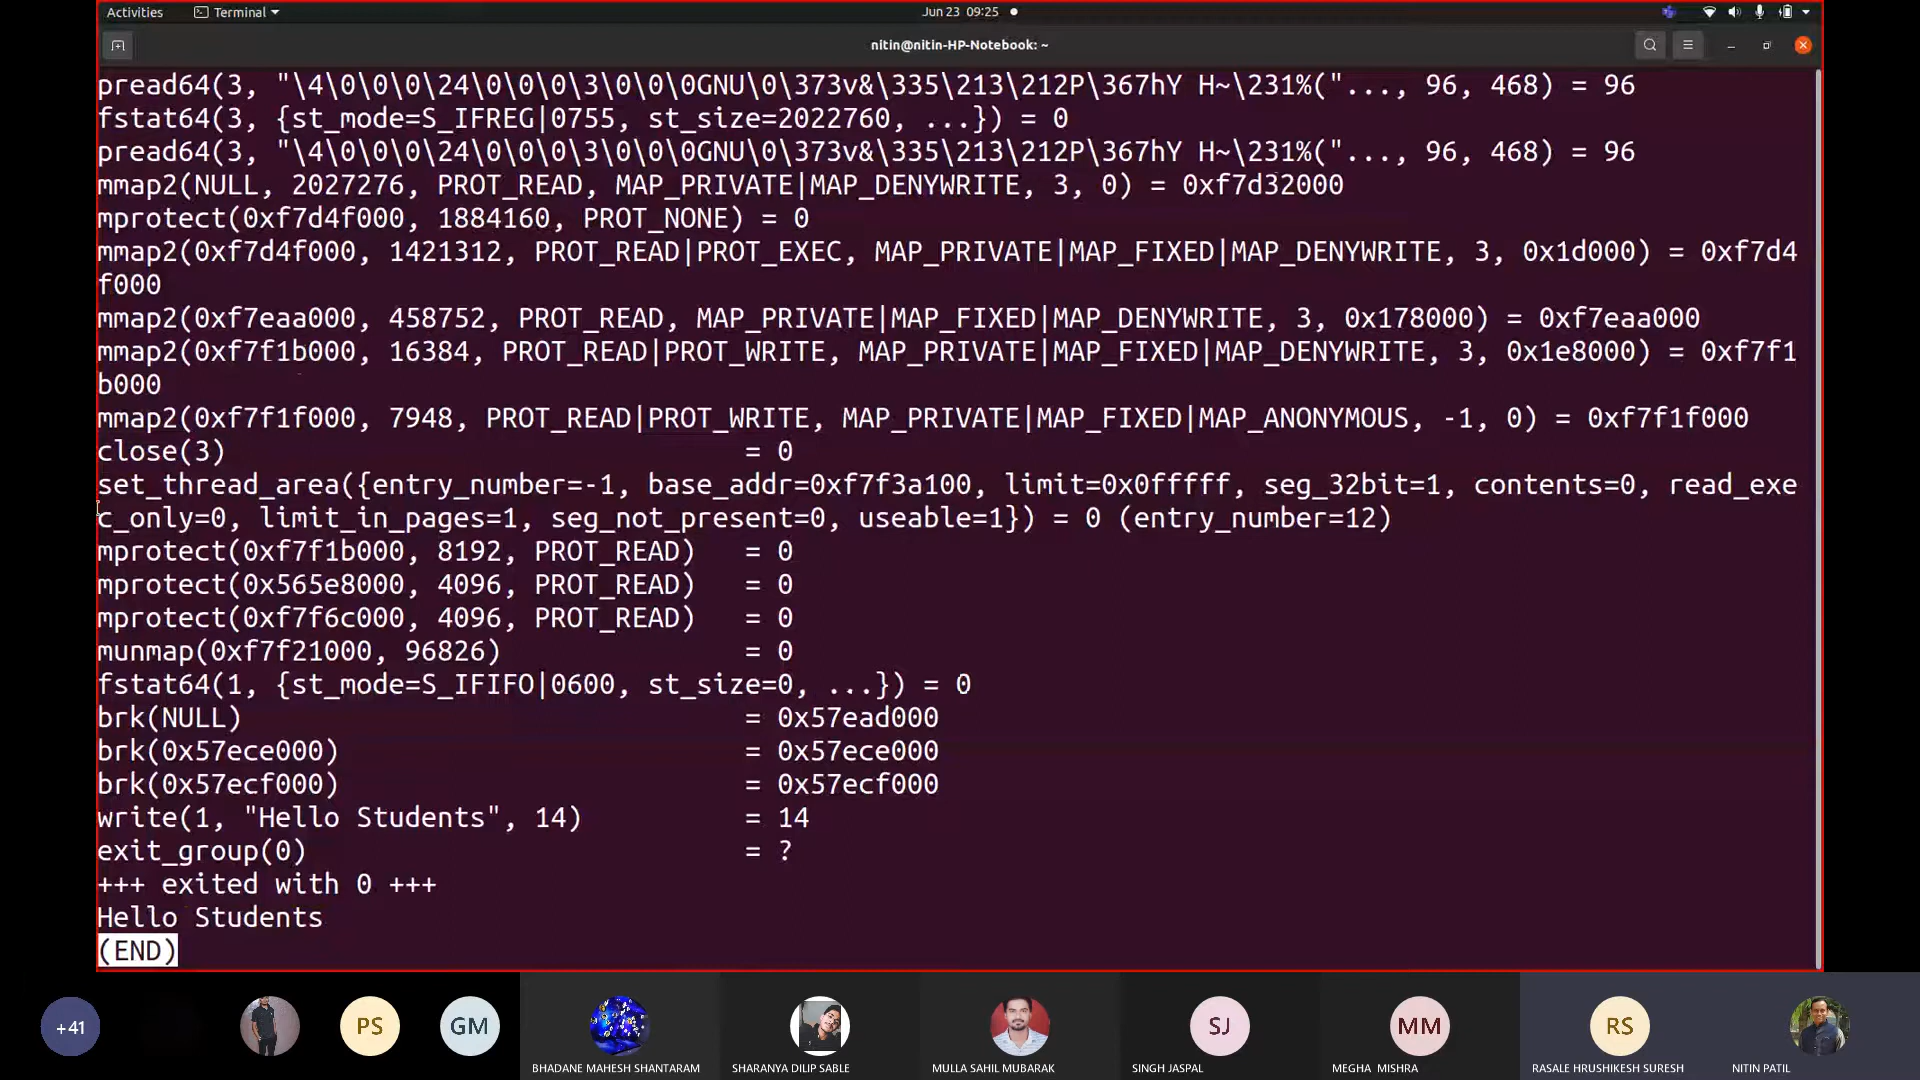 Activities
Terminal
Jun 23 09:25
nitin@nitin-HP-Notebook: ~
pread64(3, "\4\0\0\0\24\0\0\0\3\0\0\0GNU\0\373v&\335\213\212P\367hY H~\231%("..., 96, 468) = 96
fstat64(3, {st_mode=S_IFREG|0755, st_size=2022760, ...}) = 0
pread64(3, "\4\0\0\0\24\0\0\0\3\0\0\0GNU\0\373v&\335\213\212P\367hY H~\231%("..., 96, 468) = 96
mmap2(NULL, 2027276, PROT_READ, MAP_PRIVATE|MAP_DENYWRITE, 3, 0) = 0xf7d32000
mprotect(0xf7d4f000, 1884160, PROT_NONE) = 0
mmap2(0xf7d4f000, 1421312, PROT_READ|PROT_EXEC, MAP_PRIVATE|MAP_FIXED|MAP_DENYWRITE, 3, 0x1d000) = 0xf7d4
f000
mmap2(0xf7eaa000, 458752, PROT_READ, MAP_PRIVATE|MAP_FIXED|MAP_DENYWRITE, 3, 0x178000) = 0xf7eaa000
mmap2(0xf7f1b000, 16384, PROT_READ|PROT_WRITE, MAP_PRIVATE|MAP_FIXED|MAP_DENYWRITE, 3, 0x1e8000) = 0xf7f1
b000
mmap2(0xf7f1f000, 7948, PROT_READ|PROT_WRITE, MAP_PRIVATE|MAP_FIXED|MAP_ANONYMOUS, -1, 0) = 0xf7f1f000
close(3) = 0
set_thread_area({entry_number=-1, base_addr=0xf7f3a100, limit=0x0fffff, seg_32bit=1, contents=0, read_exe
c_only=0, limit_in_pages=1, seg_not_present=0, useable=1}) = 0 (entry_number=12)
mprotect(0xf7f1b000, 8192, PROT_READ) = 0
mprotect(0x565e8000, 4096, PROT_READ) = 0
mprotect(0xf7f6c000, 4096, PROT_READ) = 0
munmap(0xf7f21000, 96826) = 0
fstat64(1, {st_mode=S_IFIFO|0600, st_size=0, ...}) = 0
brk(NULL) = 0x57ead000
brk(0x57ece000) = 0x57ece000
brk(0x57ecf000) = 0x57ecf000
write(1, "Hello Students", 14) = 14
exit_group(0) = ?
+++ exited with 0 +++
Hello Students
(END)
+41
PS
GM
SJ
MM
RS
BHADANE MAHESH SHANTARAM
SHARANYA DILIP SABLE
MULLA SAHIL MUBARAK
SINGH JASPAL
MEGHA MISHRA
RASALE HRUSHIKESH SURESH
NITIN PATIL